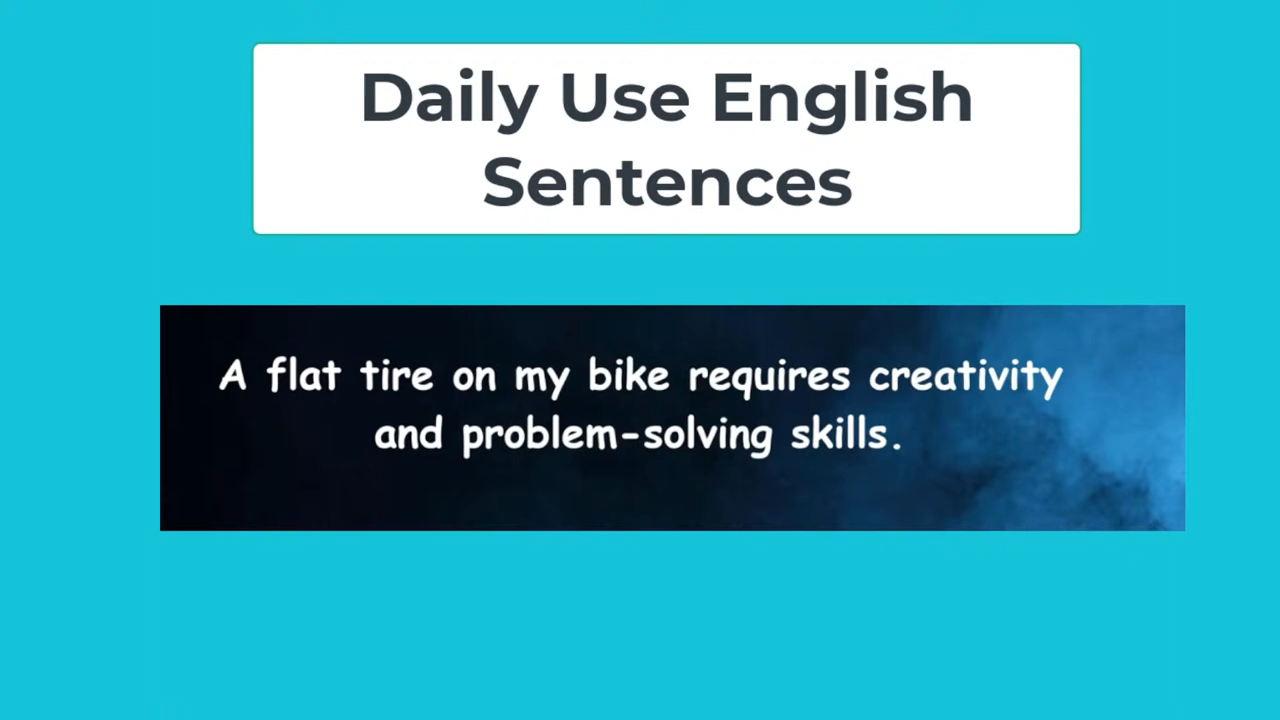 Daily Use English
Sentences
A flat tire on my bike requires creativity
and problem-solving skills.